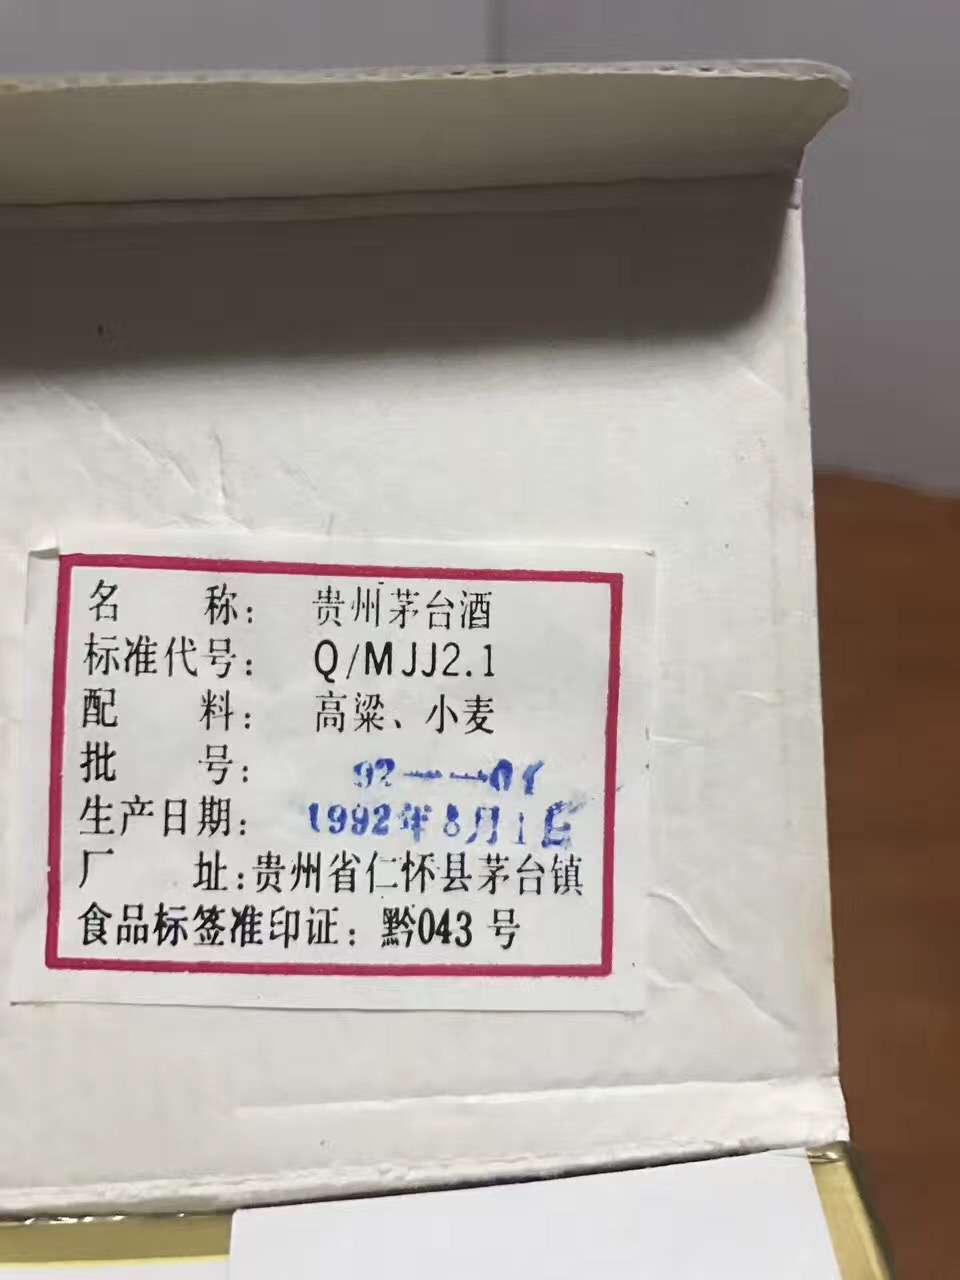 名 称： 贵州茅台酒
标准代号： Q/MJJ2.1
配 料： 高粱、小麦
批 号： 92——01
生产日期： 1992年8月1日
厂 址：贵州省仁怀县茅台镇
食品标签准印证：黔043号